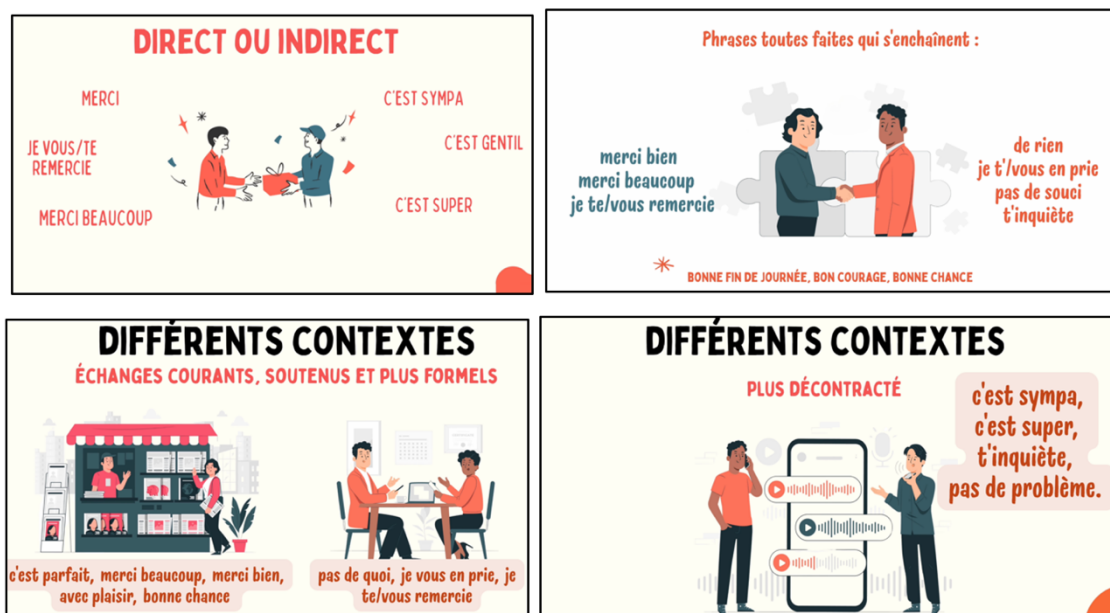 DIRECT OU INDIRECT
MERCI
JE VOUS/TE
REMERCIE
MERCI BEAUCOUP
C'EST SYMPA
C'EST GENTIL
C'EST SUPER
Phrases toutes faites qui s'enchaînent :
merci bien
merci beaucoup
je te/vous remercie
de rien
je t'/vous en prie
pas de souci
t'inquiète
BONNE FIN DE JOURNÉE, BON COURAGE, BONNE CHANCE
DIFFÉRENTS CONTEXTES
ÉCHANGES COURANTS, SOUTENUS ET PLUS FORMELS
c'est parfait, merci beaucoup, merci bien,
avec plaisir, bonne chance
pas de quoi, je vous en prie, je
te/vous remercie
DIFFÉRENTS CONTEXTES
PLUS DÉCONTRACTÉ
c'est sympa,
c'est super,
t'inquiète,
pas de problème.